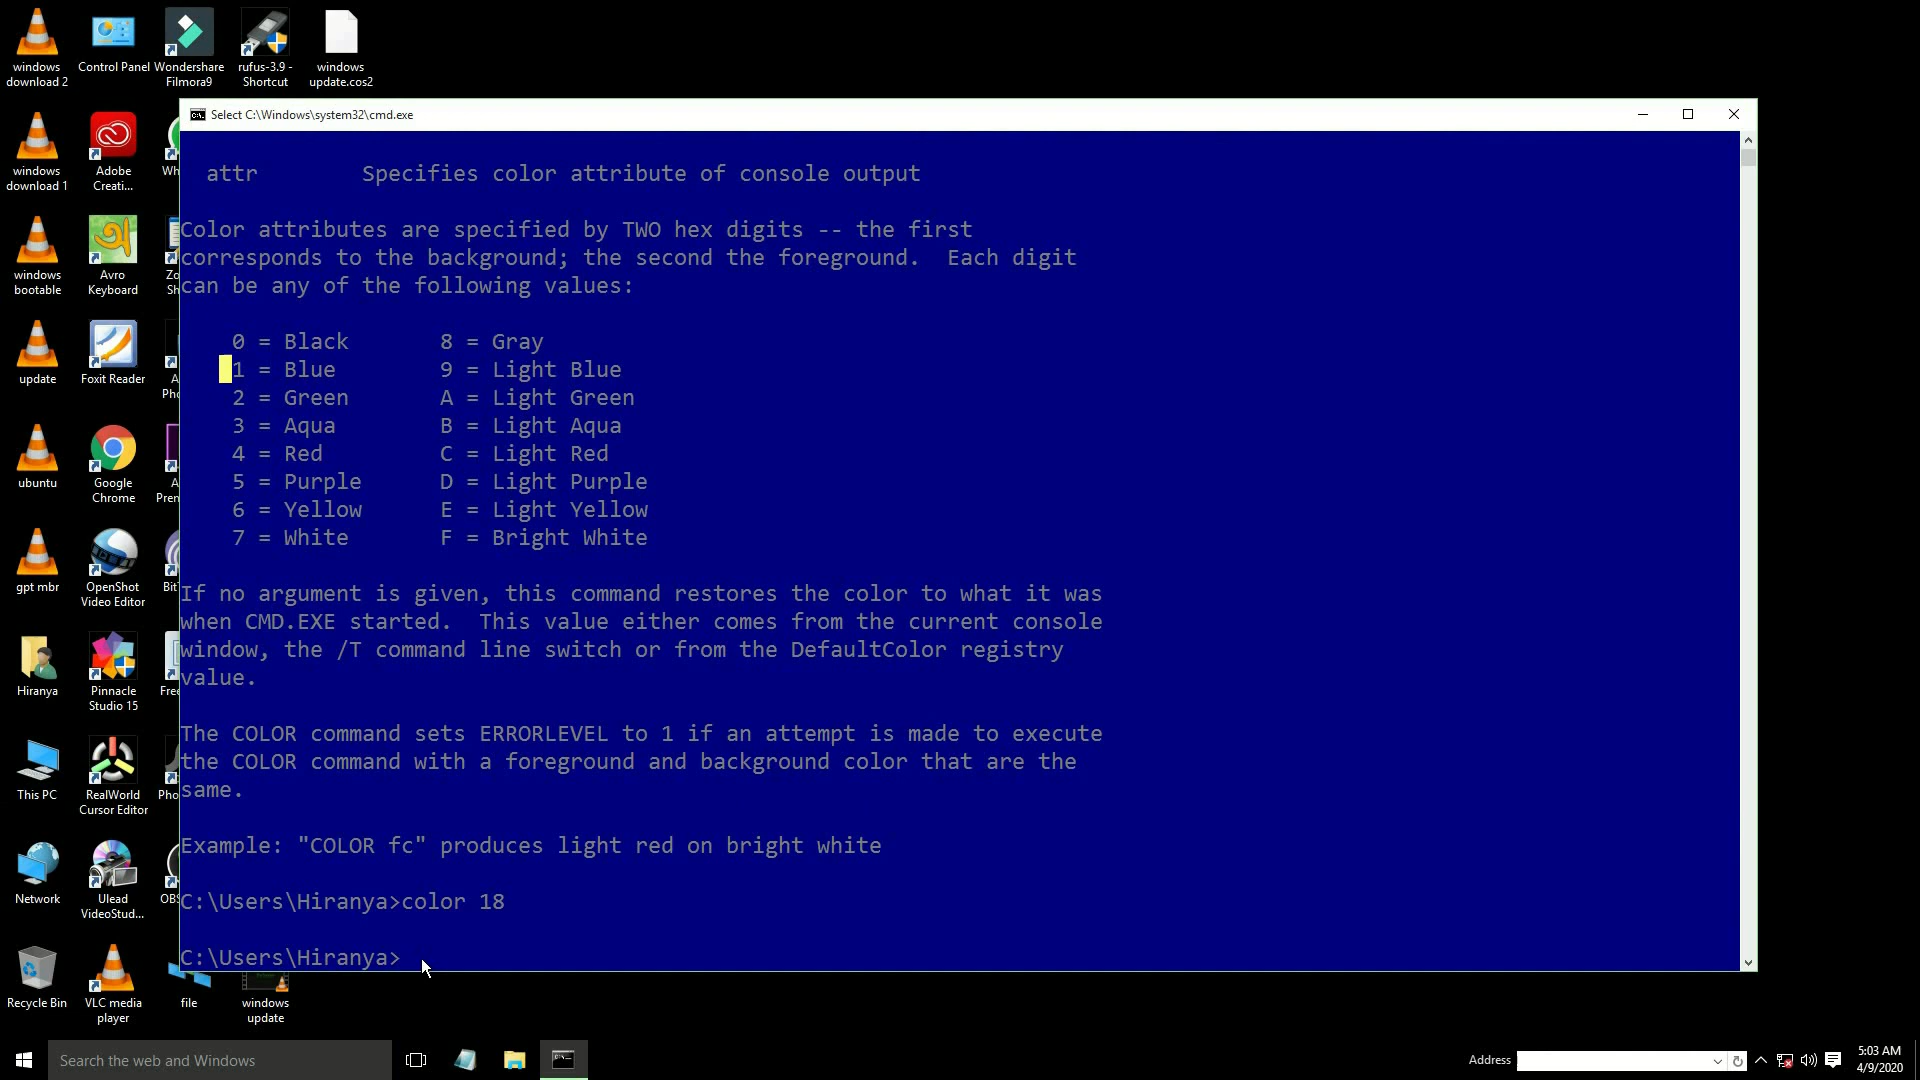 windows
download 2
Control Panel
Wondershare
Filmora9
rufus-3.9 -
Shortcut
windows
update.cos2
Select C:\Windows\system32\cmd.exe
windows
download 1
Adobe
Creati...
windows
bootable
Avro
Keyboard
update
Foxit Reader
ubuntu
Google
Chrome
gpt mbr
OpenShot
Video Editor
Hiranya
Pinnacle
Studio 15
This PC
RealWorld
Cursor Editor
Network
Ulead
VideoStud...
Recycle Bin
VLC media
player
file
windows
update
attr Specifies color attribute of console output
Color attributes are specified by TWO hex digits -- the first
corresponds to the background; the second the foreground. Each digit
can be any of the following values:
0 = Black 8 = Gray
1 = Blue 9 = Light Blue
2 = Green A = Light Green
3 = Aqua B = Light Aqua
4 = Red C = Light Red
5 = Purple D = Light Purple
6 = Yellow E = Light Yellow
7 = White F = Bright White
If no argument is given, this command restores the color to what it was
when CMD.EXE started. This value either comes from the current console
window, the /T command line switch or from the DefaultColor registry
value.
The COLOR command sets ERRORLEVEL to 1 if an attempt is made to execute
the COLOR command with a foreground and background color that are the
same.
Example: "COLOR fc" produces light red on bright white
C:\Users\Hiranya>color 18
C:\Users\Hiranya>
Search the web and Windows
Address
5:03 AM
4/9/2020